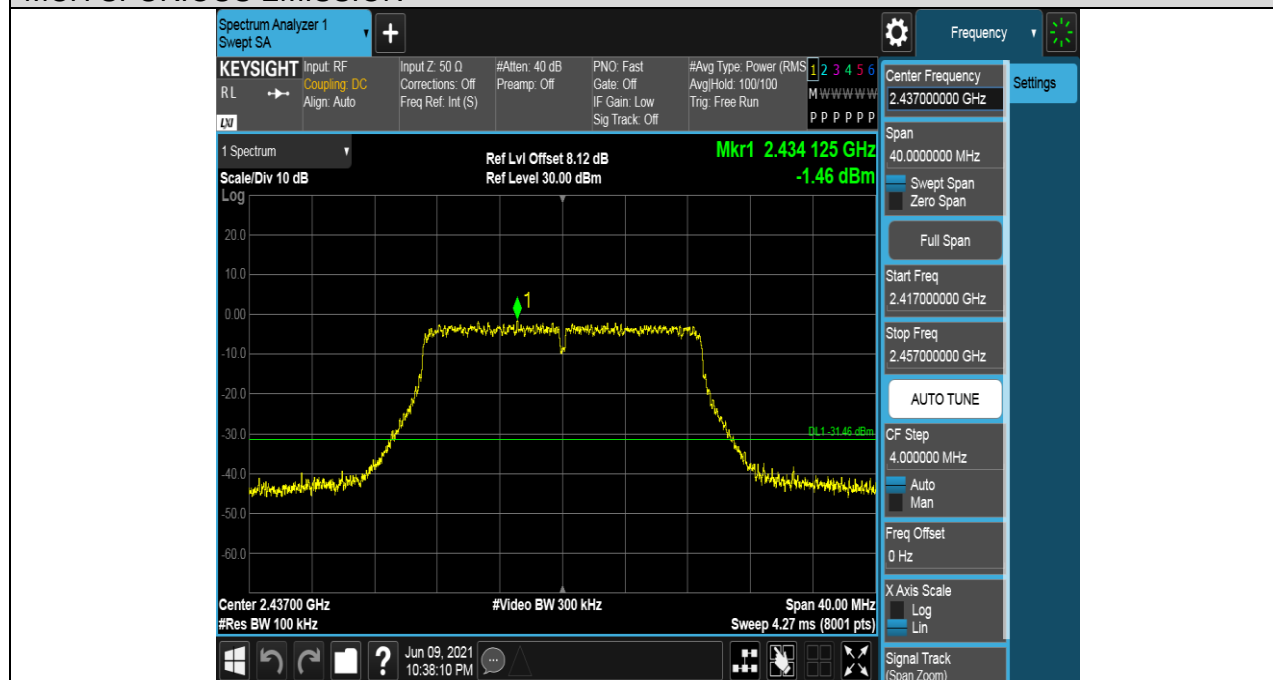 Spectrum Analyzer 1
Swept SA
+
Frequency
KEYSIGHT
RL
LXI
Input: RF
Coupling: DC
Align: Auto
Input Z: 50 Ω
Corrections: Off
Freq Ref: Int (S)
#Atten: 40 dB
Preamp: Off
PNO: Fast
Gate: Off
IF Gain: Low
Sig Track: Off
#Avg Type: Power (RMS
Avg|Hold: 100/100
Trig: Free Run
1 2 3 4 5 6
M W W W W W
P P P P P P
1 Spectrum
Scale/Div 10 dB
Log
Ref Lvl Offset 8.12 dB
Ref Level 30.00 dBm
Mkr1 2.434 125 GHz
-1.46 dBm
20.0
10.0
0.00
-10.0
-20.0
-30.0
-40.0
-50.0
-60.0
1
DL1 -31.46 dBm
Center 2.43700 GHz
#Res BW 100 kHz
#Video BW 300 kHz
Span 40.00 MHz
Sweep 4.27 ms (8001 pts)
?
Jun 09, 2021
10:38:10 PM
Center Frequency
2.437000000 GHz
Settings
Span
40.0000000 MHz
Swept Span
Zero Span
Full Span
Start Freq
2.417000000 GHz
Stop Freq
2.457000000 GHz
AUTO TUNE
CF Step
4.000000 MHz
Auto
Man
Freq Offset
0 Hz
X Axis Scale
Log
Lin
Signal Track
(Span Zoom)